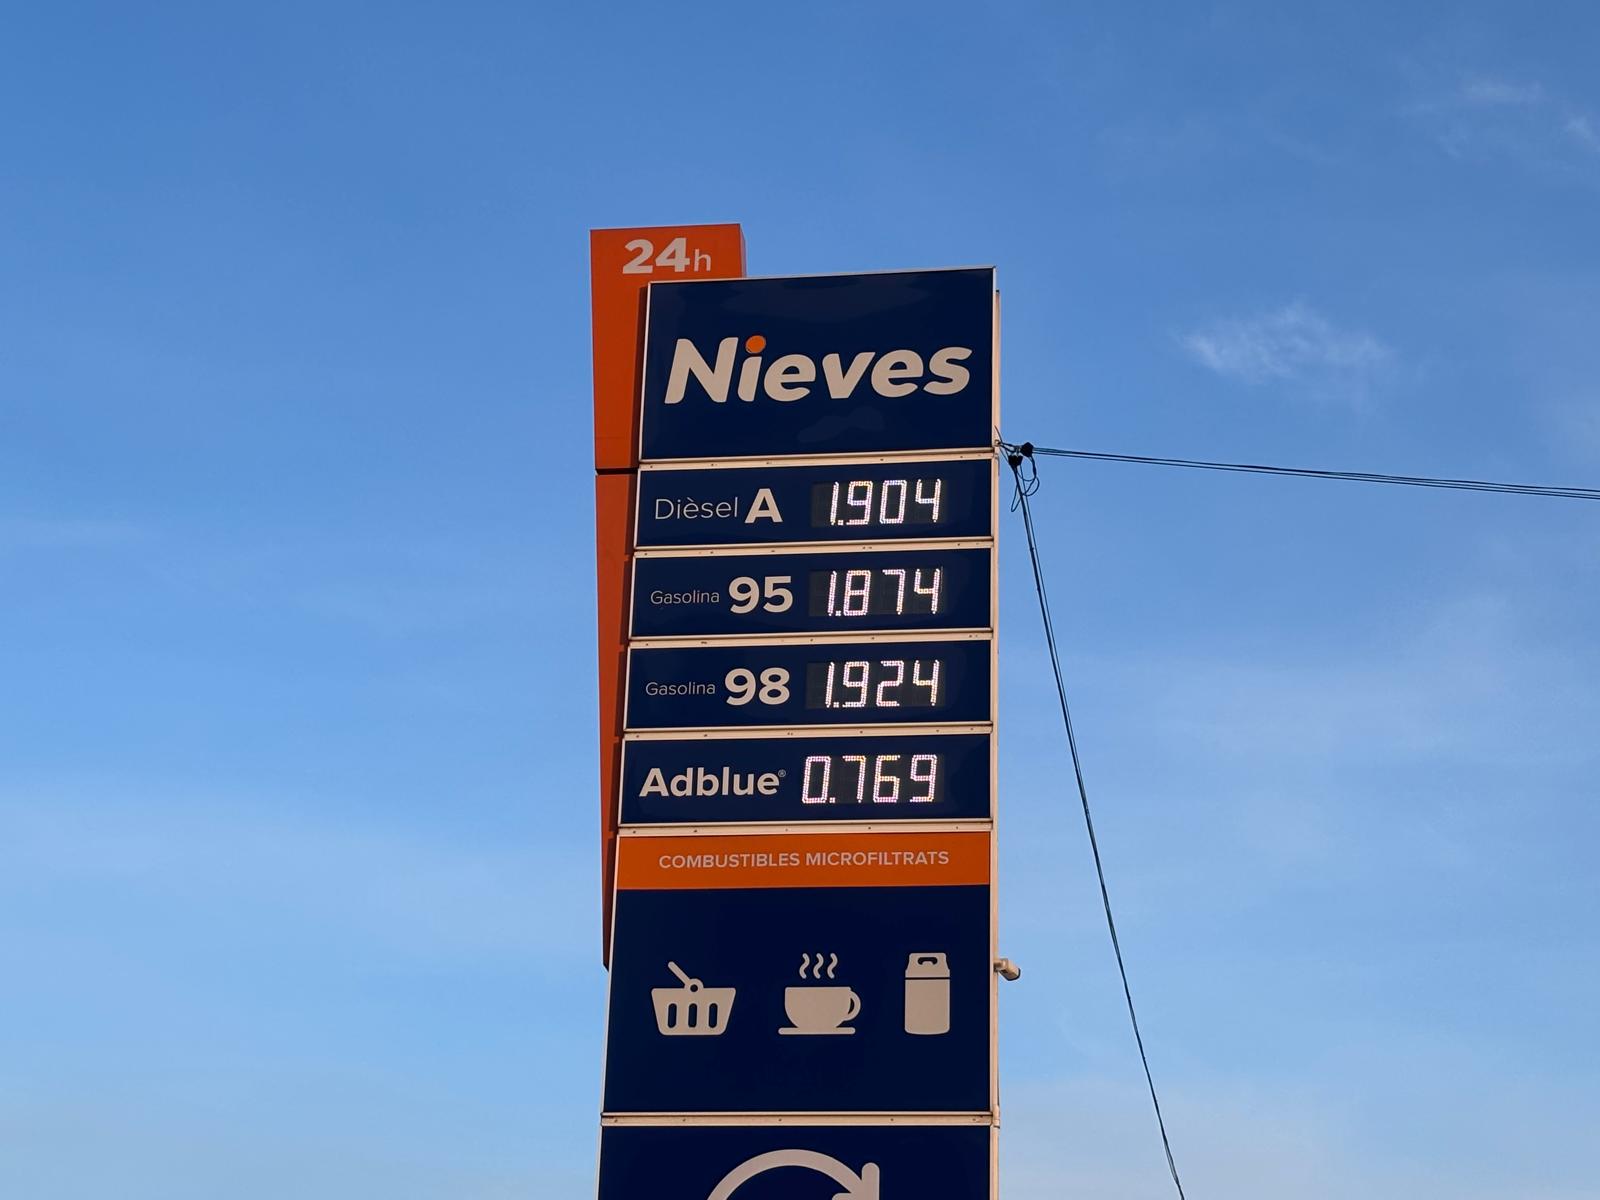 24h
Nieves
Dièsel A 1.904
Gasolina 95 1.874
Gasolina 98 1.924
Adblue® 0.769
COMBUSTIBLES MICROFILTRATS